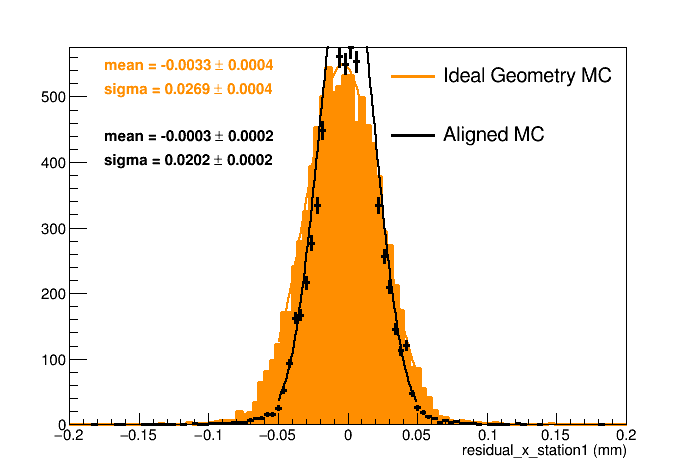 mean = -0.0033 ± 0.0004
sigma = 0.0269 ± 0.0004
mean = -0.0003 ± 0.0002
sigma = 0.0202 ± 0.0002
Ideal Geometry MC
Aligned MC
500
400
300
200
100
0
−0.2 −0.15 −0.1 −0.05 0 0.05 0.1 0.15 0.2
residual_x_station1 (mm)